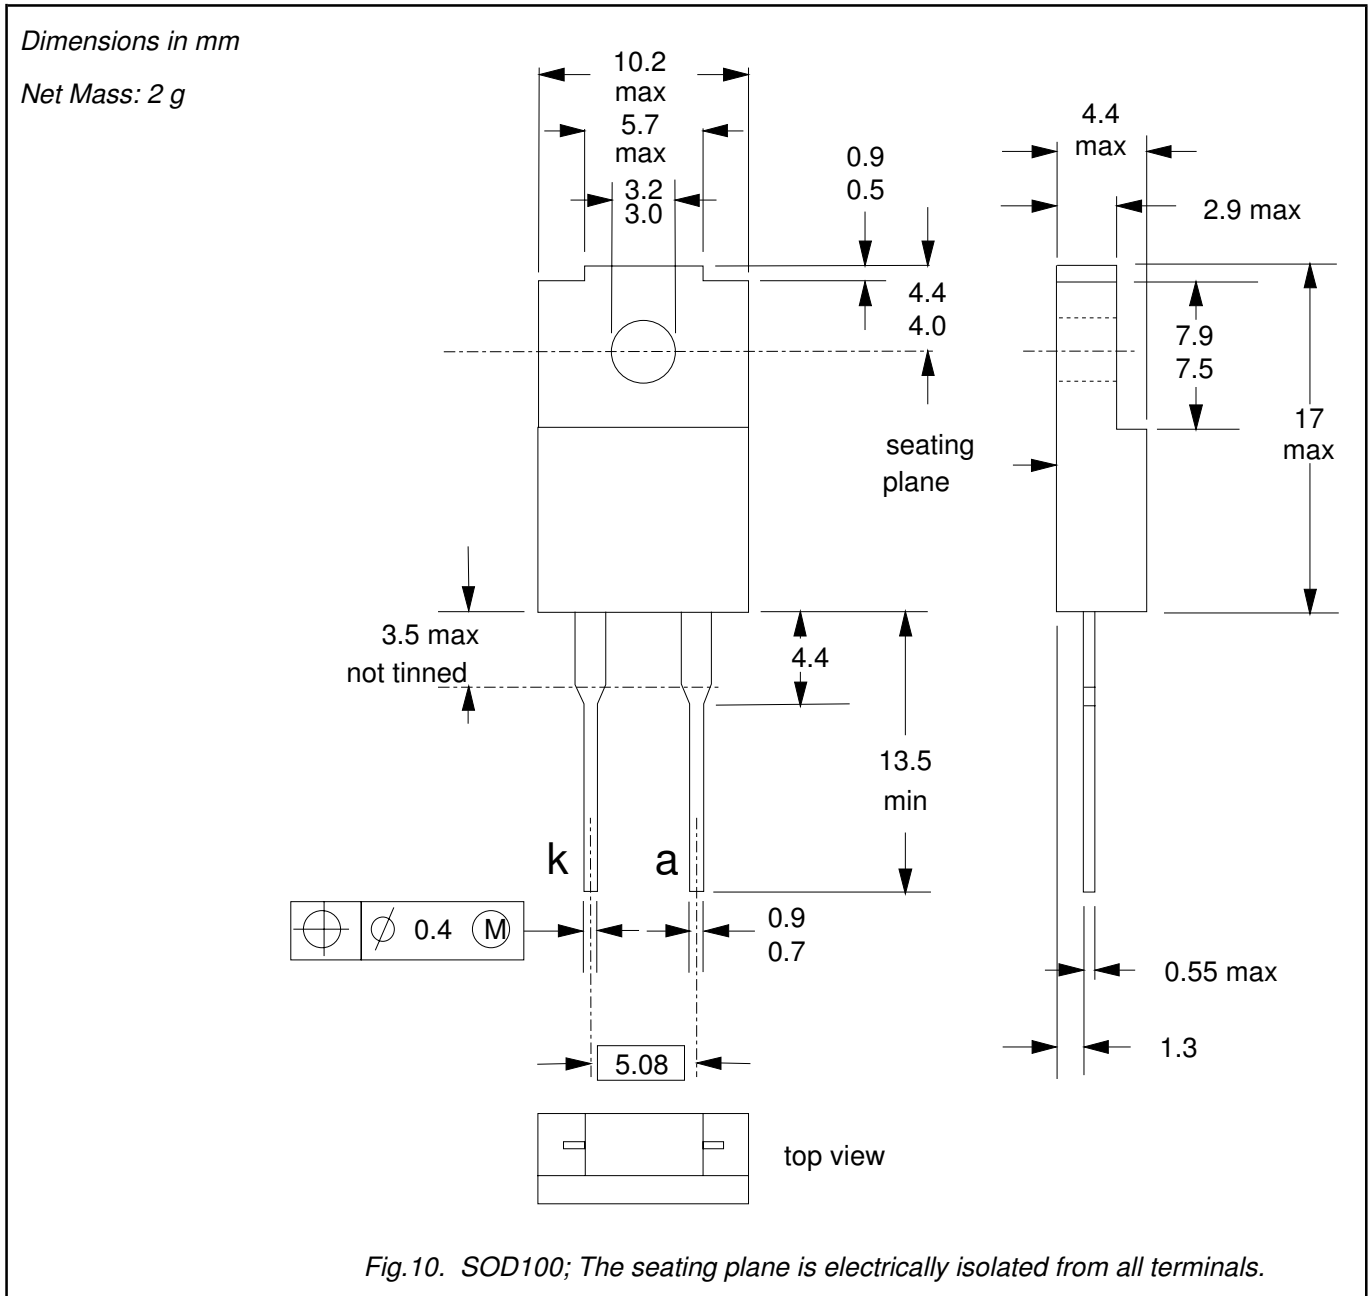 Dimensions in mm
Net Mass: 2 g
10.2
max
5.7
max
3.2
3.0
0.9
0.5
4.4
4.0
4.4
max
2.9 max
7.9
7.5
17
max
seating
plane
3.5 max
not tinned
4.4
13.5
min
k
a
⌖ ⌀ 0.4 Ⓜ
0.9
0.7
0.55 max
1.3
5.08
top view
Fig.10. SOD100; The seating plane is electrically isolated from all terminals.